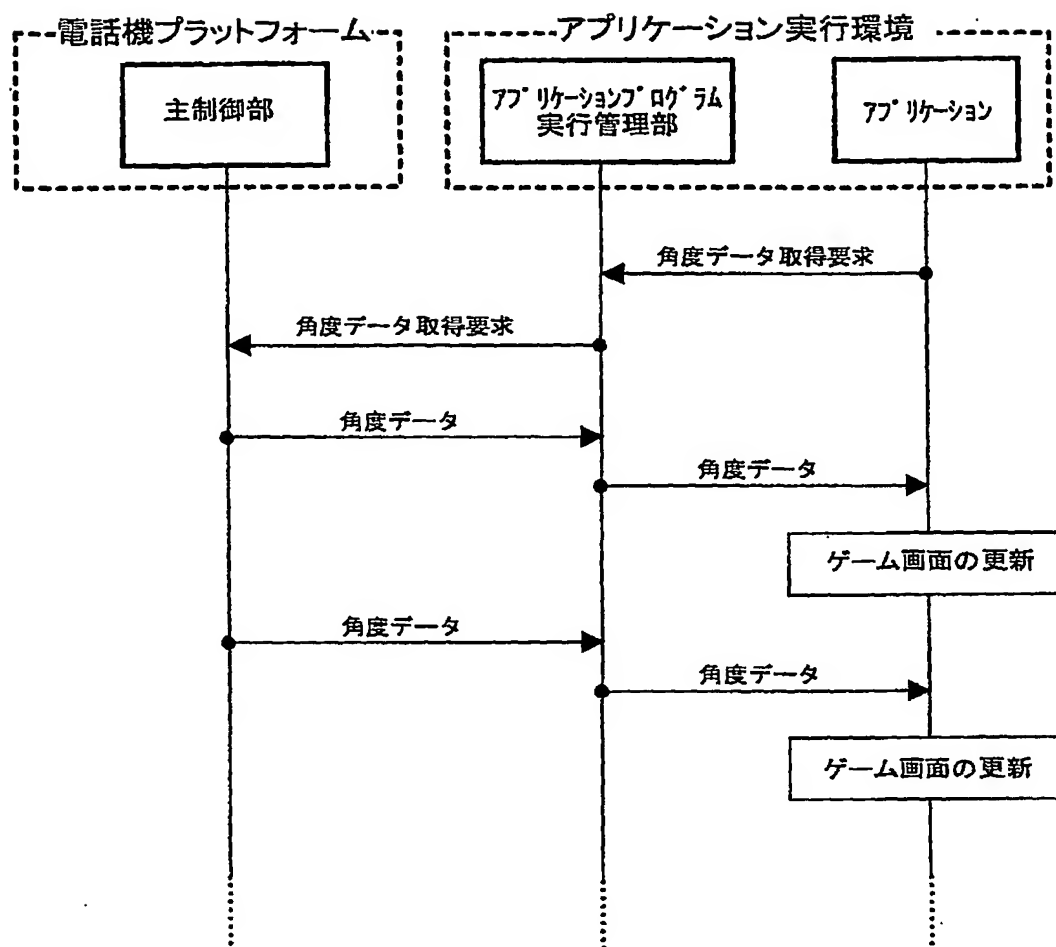 電話機プラットフォーム
アプリケーション実行環境
主制御部
アプリケーションプログラム
実行管理部
アプリケーション
角度データ取得要求
角度データ取得要求
角度データ
角度データ
ゲーム画面の更新
角度データ
角度データ
ゲーム画面の更新